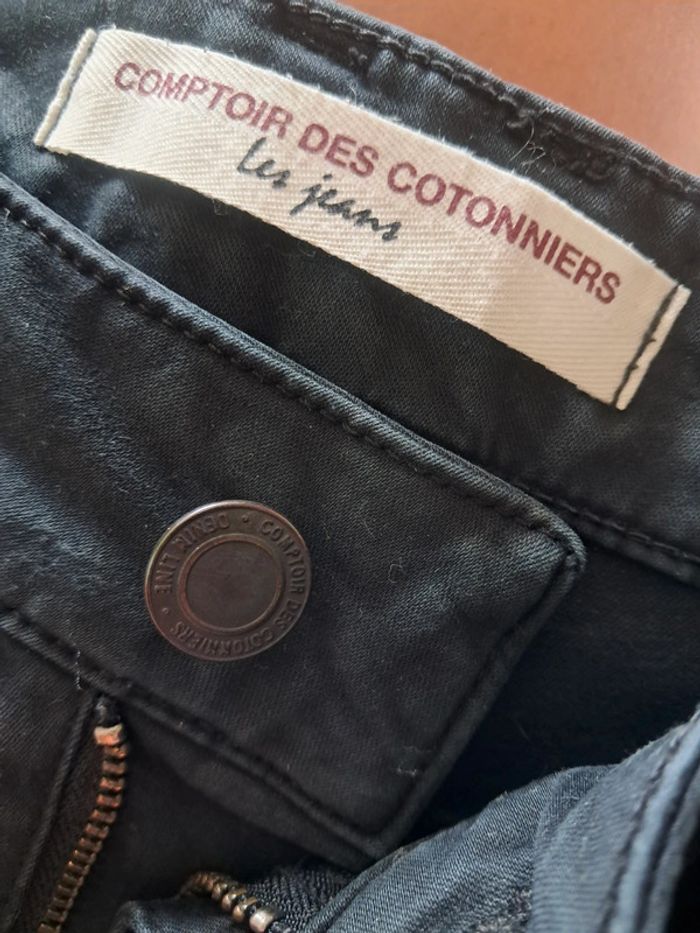 COMPTOIR DES COTONNIERS
Les jeans
COMPTOIR DES COTONNIERS • DENIM LINE •